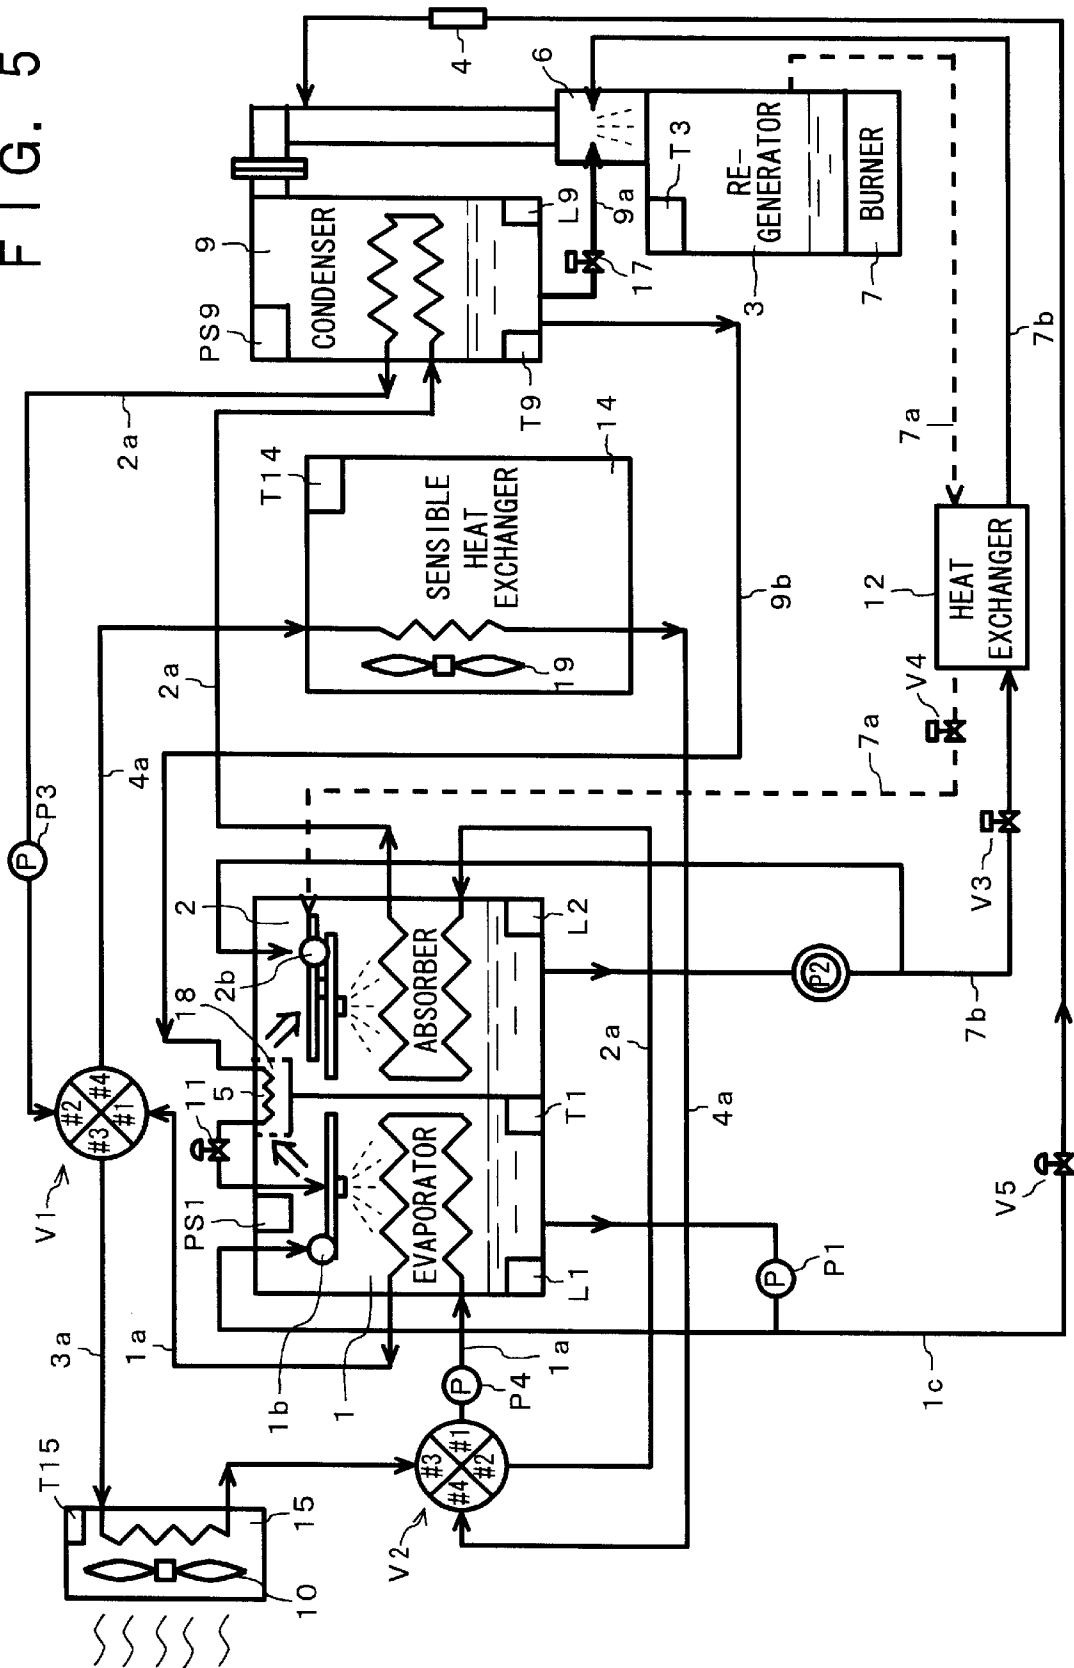 FIG. 5
4
6
9
PS9
CONDENSER
L9
T9
9a
17
T3
RE-
GENERATOR
3
BURNER
7
7b
2a
T14
SENSIBLE
HEAT
EXCHANGER
14
19
7a
12
HEAT
EXCHANGER
9b
V4
7a
V3
2a
4a
P3
P
2
2b
18
5
11
ABSORBER
L2
P2
7b
2a
4a
T1
#2
#4
#3
#1
V1
PS1
EVAPORATOR
L1
P
P1
V5
1c
3a
1a
1b
1
1a
P
P4
T15
15
10
#3
#1
#4
#2
V2